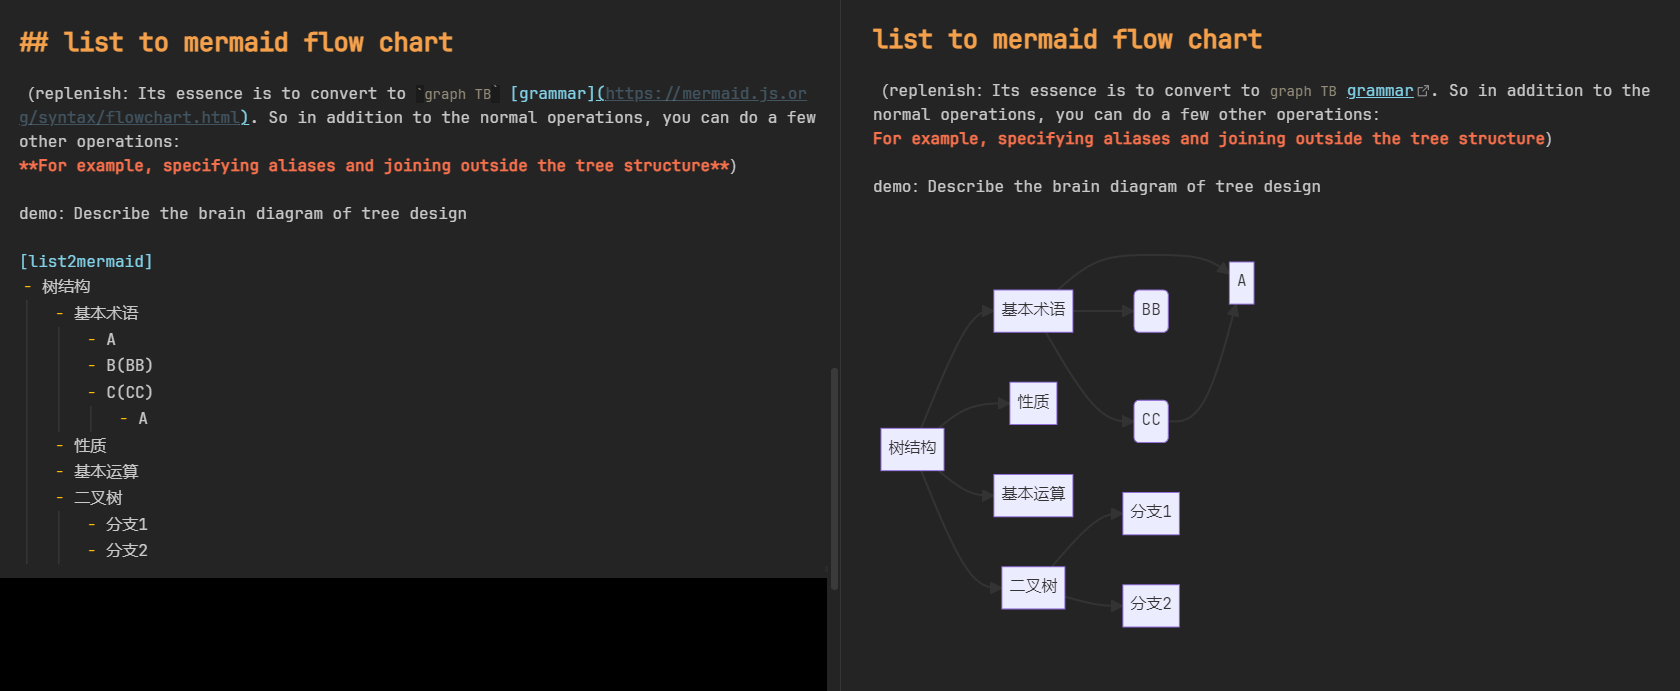 ## list to mermaid flow chart
（replenish: Its essence is to convert to `graph TB` [grammar](https://mermaid.js.or
g/syntax/flowchart.html). So in addition to the normal operations, you can do a few
other operations:
**For example, specifying aliases and joining outside the tree structure**)
demo: Describe the brain diagram of tree design
[list2mermaid]
- 树结构
- 基本术语
- A
- B(BB)
- C(CC)
- A
- 性质
- 基本运算
- 二叉树
- 分支1
- 分支2
list to mermaid flow chart
（replenish: Its essence is to convert to graph TB grammar. So in addition to the
normal operations, you can do a few other operations:
For example, specifying aliases and joining outside the tree structure)
demo: Describe the brain diagram of tree design
A
基本术语
BB
性质
CC
树结构
基本运算
分支1
二叉树
分支2